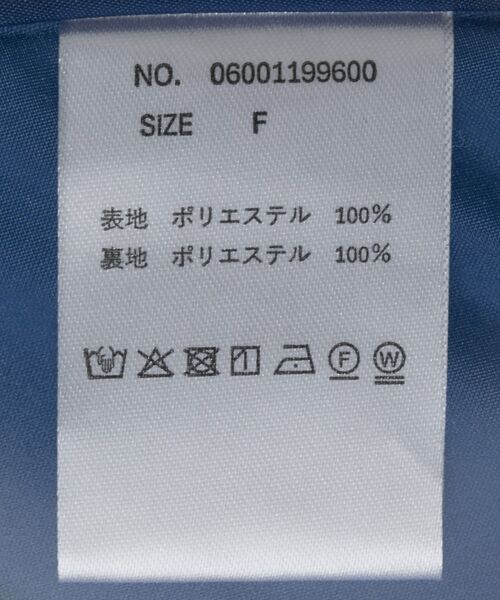 NO. 06001199600
SIZE F
表地 ポリエステル 100%
裏地 ポリエステル 100%
F W